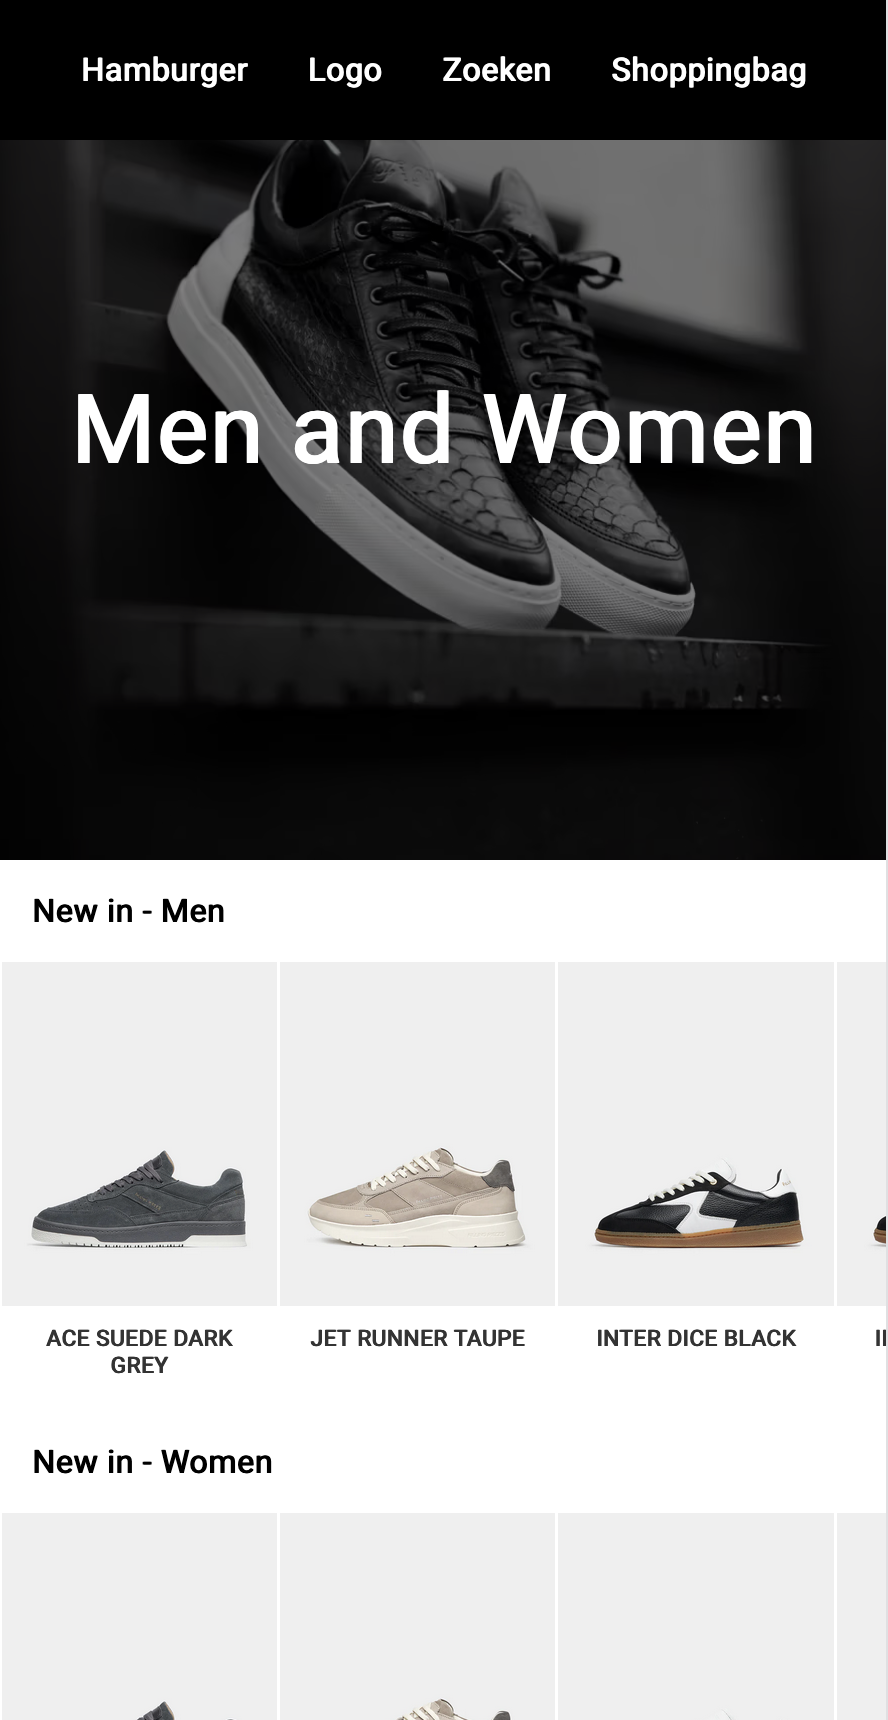 Hamburger Logo Zoeken Shoppingbag
Men and Women
New in - Men
ACE SUEDE DARK
GREY
JET RUNNER TAUPE
INTER DICE BLACK
New in - Women